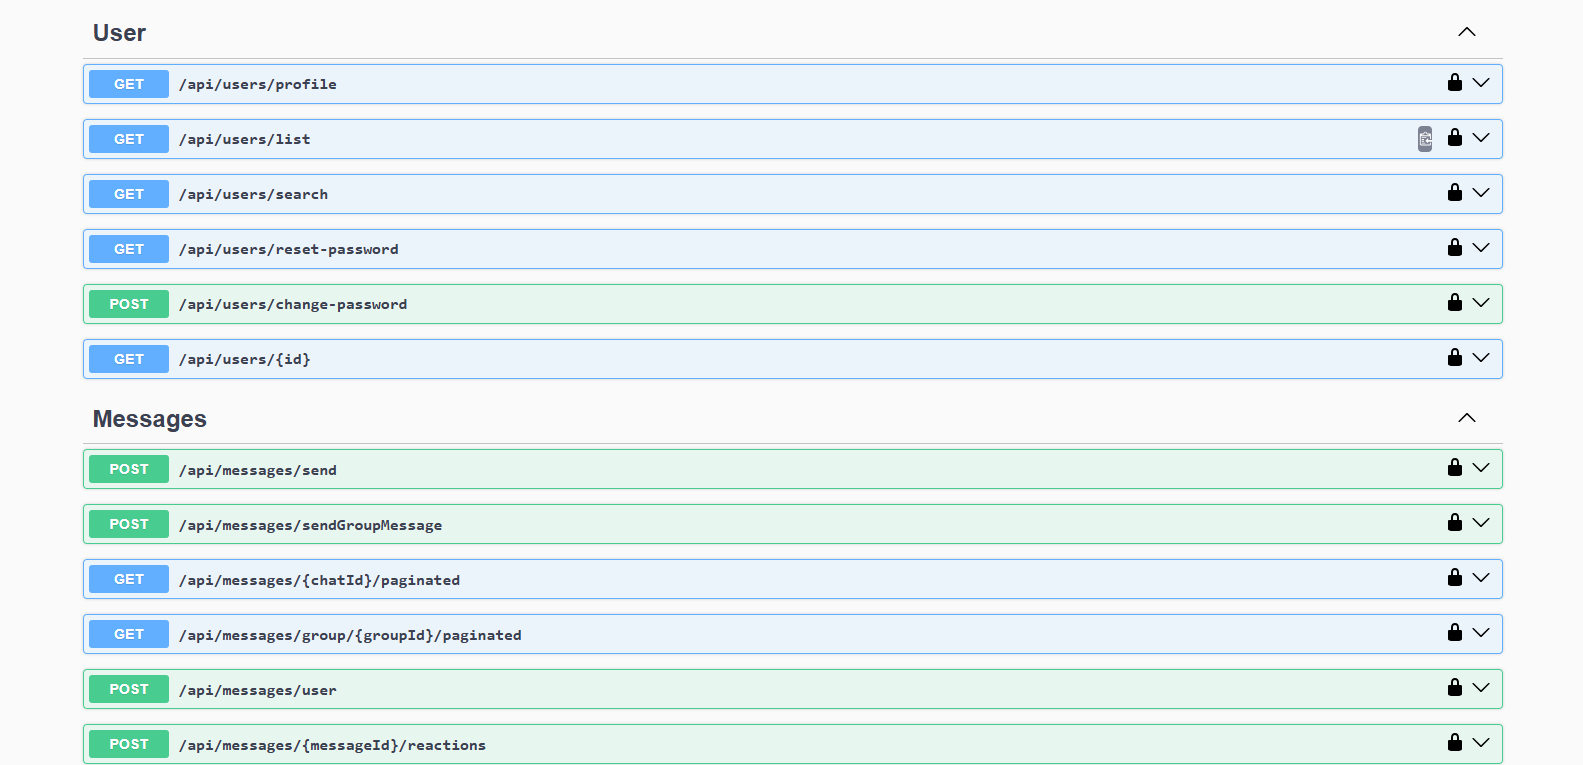 User
GET /api/users/profile
GET /api/users/list
GET /api/users/search
GET /api/users/reset-password
POST /api/users/change-password
GET /api/users/{id}
Messages
POST /api/messages/send
POST /api/messages/sendGroupMessage
GET /api/messages/{chatId}/paginated
GET /api/messages/group/{groupId}/paginated
POST /api/messages/user
POST /api/messages/{messageId}/reactions